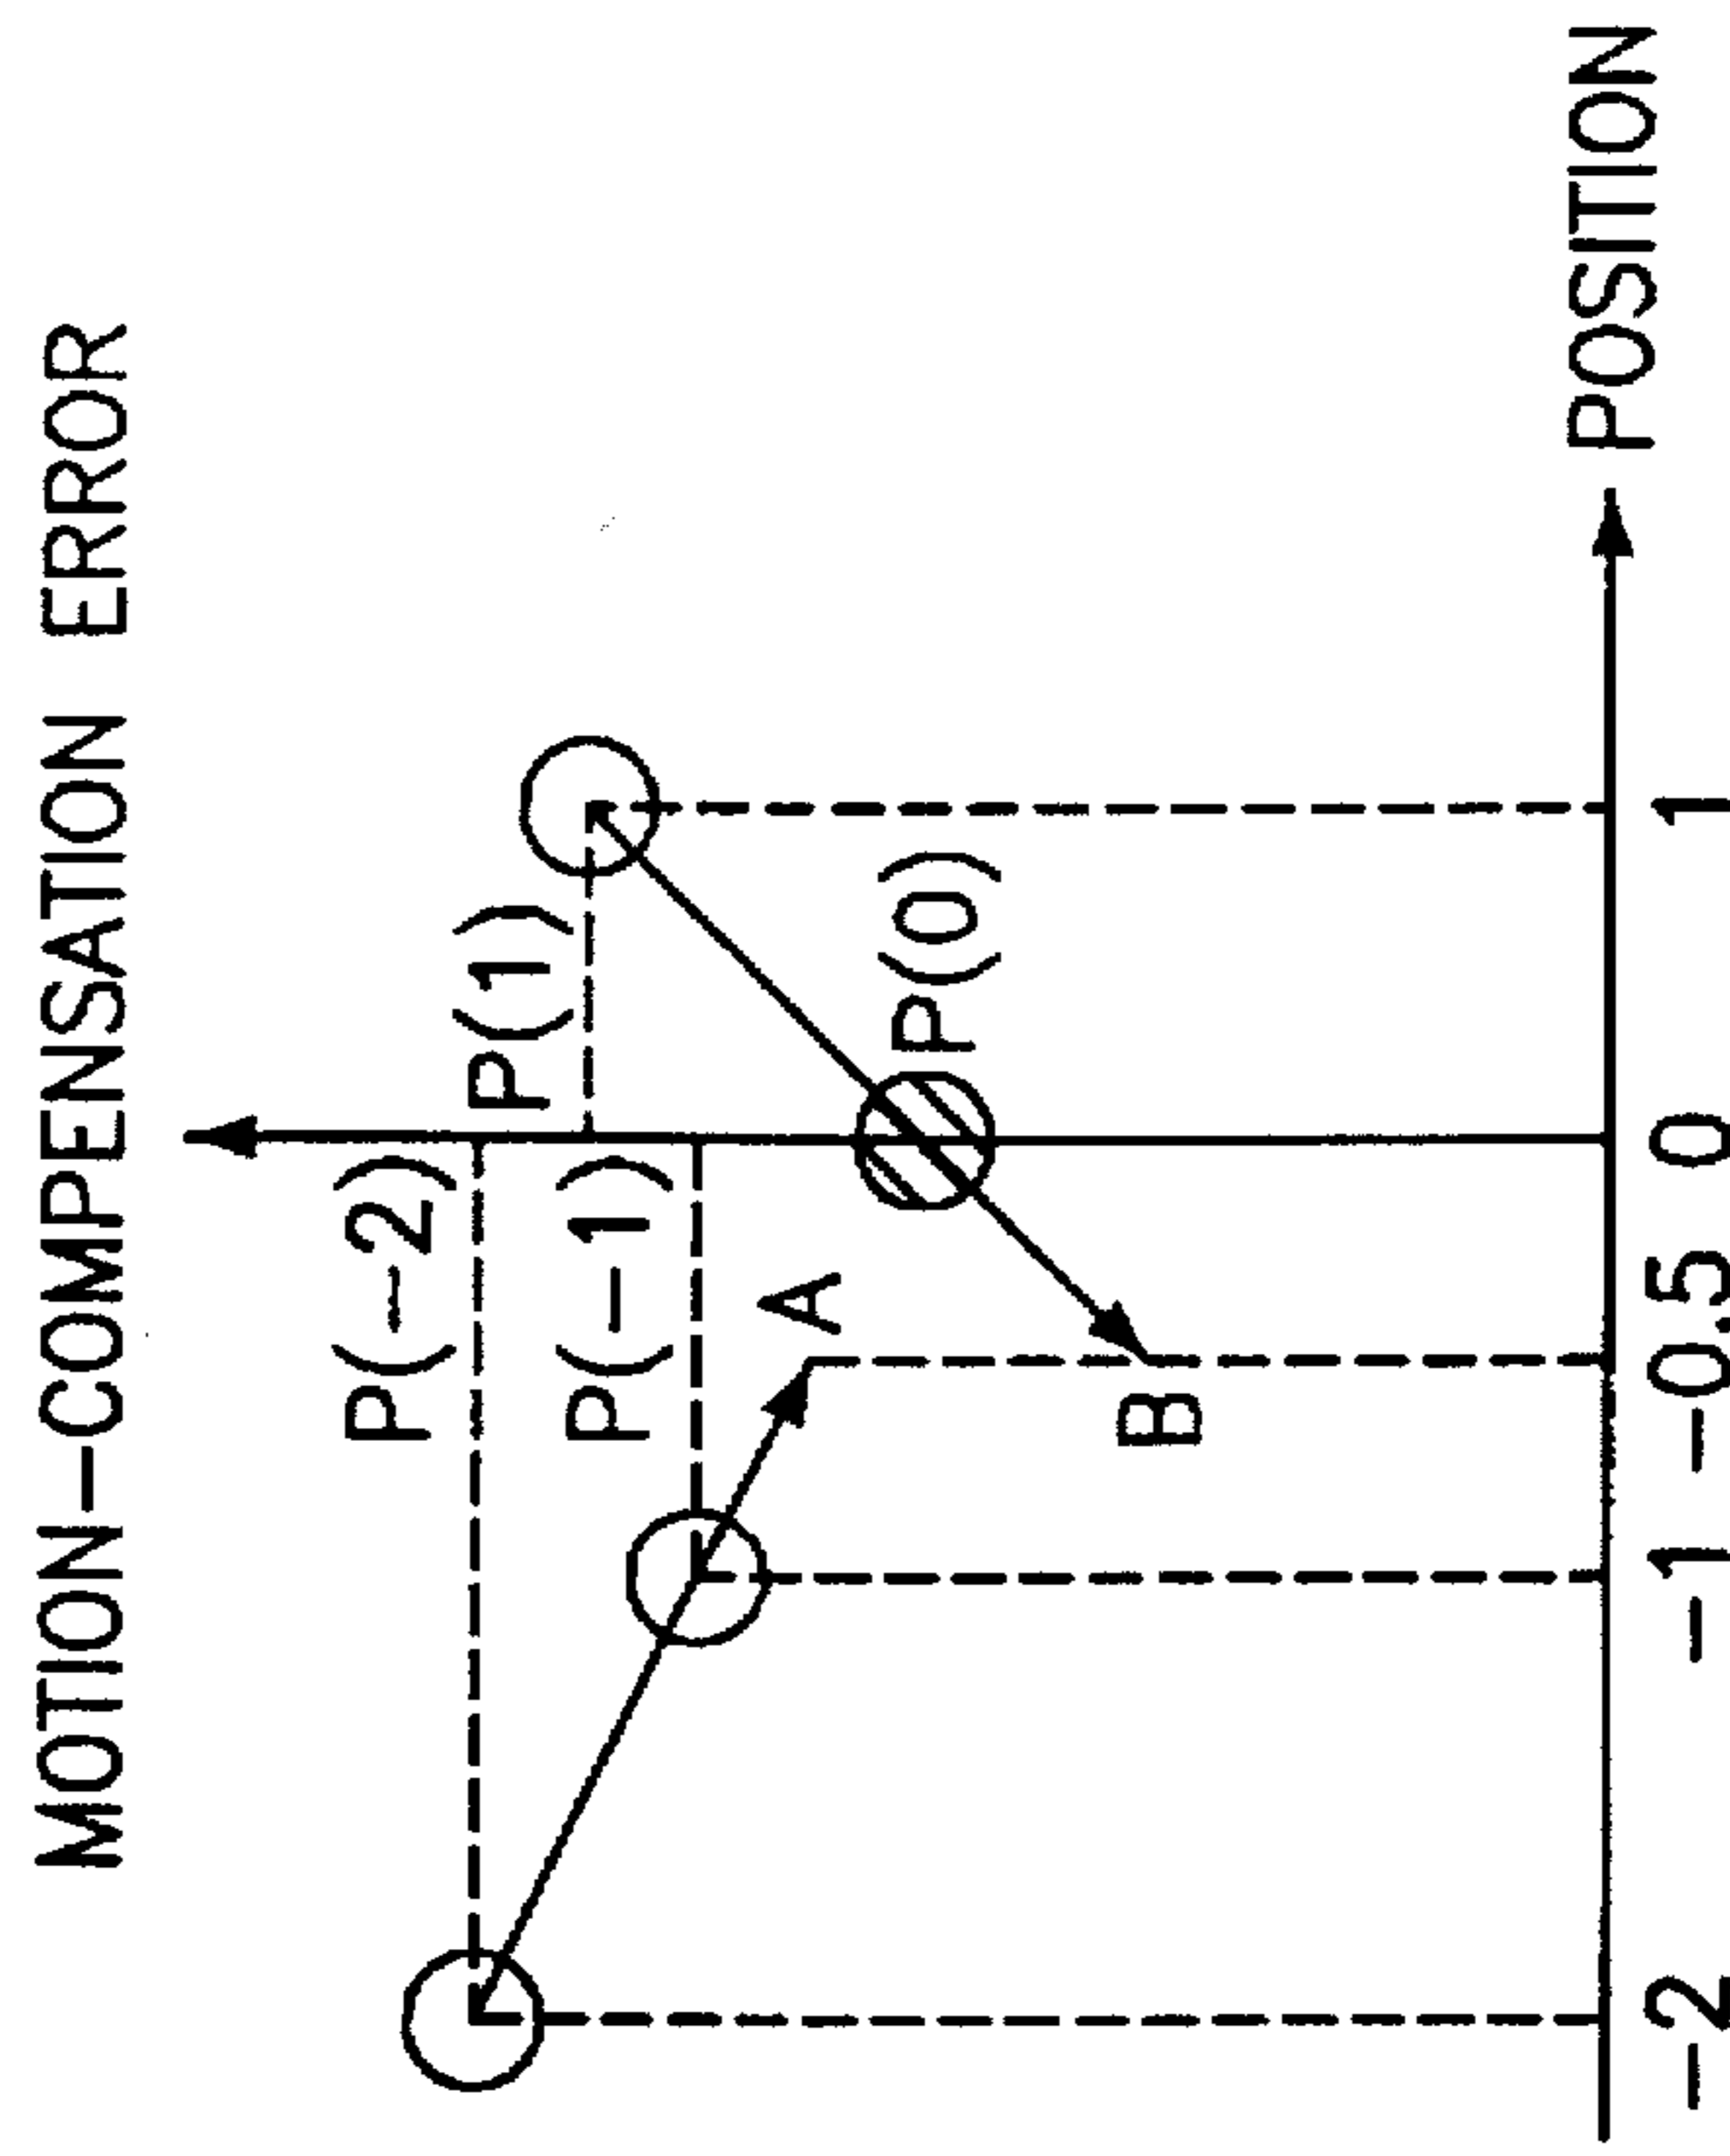 MOTION-COMPENSATION ERROR
P(-2)
P(1)
P(-1)
A
P(0)
B
-2 -1 -0.5 0 1
POSITION